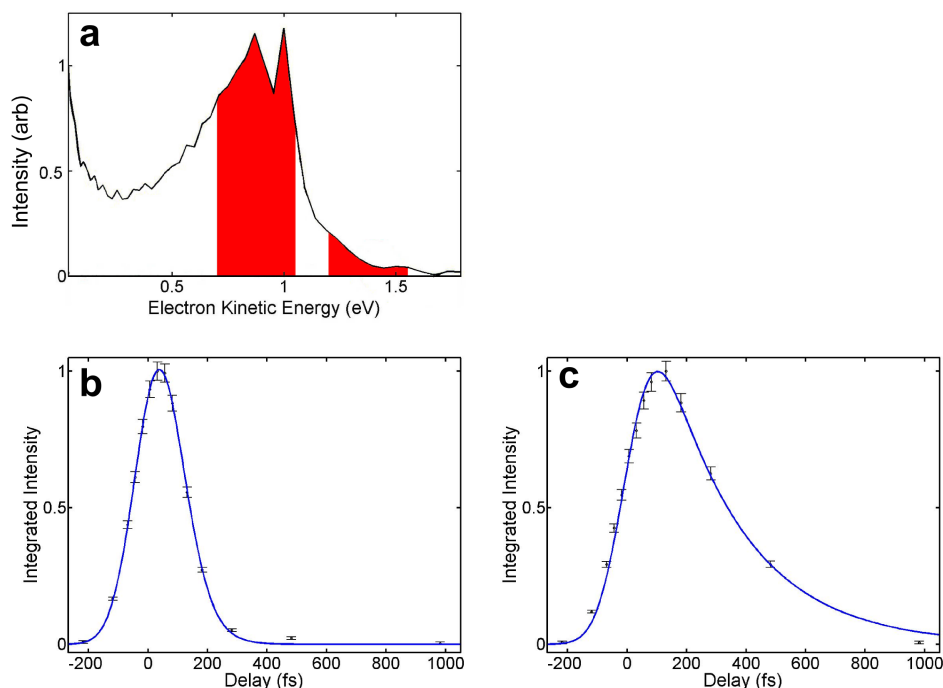 a
Intensity (arb)
1
0.5
0
0.5 1 1.5
Electron Kinetic Energy (eV)
b
Integrated Intensity
1
0.5
0
-200 0 200 400 600 800 1000
Delay (fs)
c
Integrated Intensity
1
0.5
0
-200 0 200 400 600 800 1000
Delay (fs)